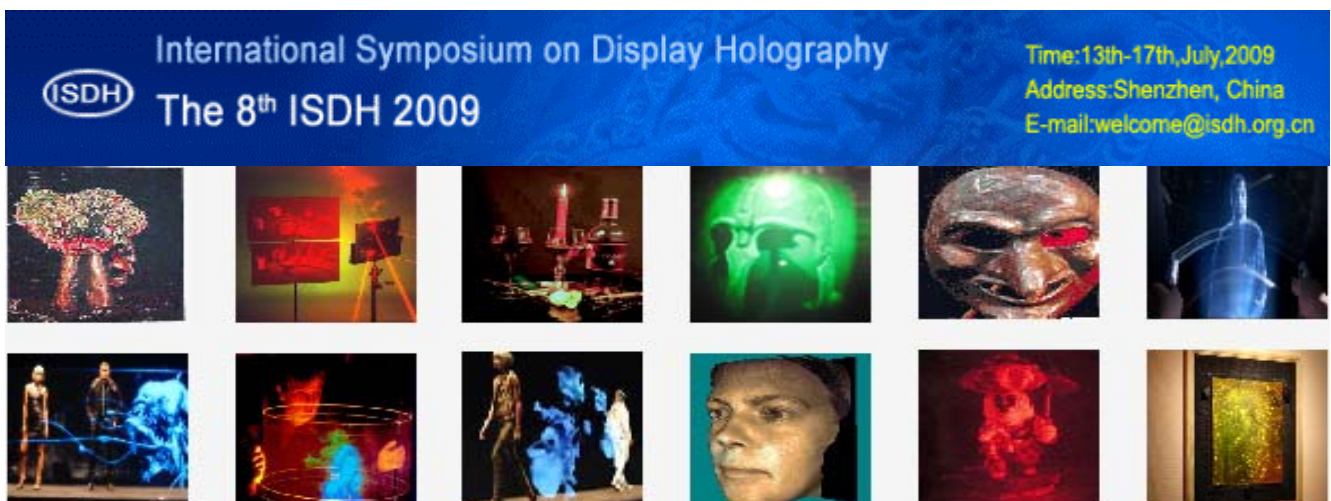 ISDH
International Symposium on Display Holography
The 8th ISDH 2009
Time:13th-17th,July,2009
Address:Shenzhen, China
E-mail:welcome@isdh.org.cn